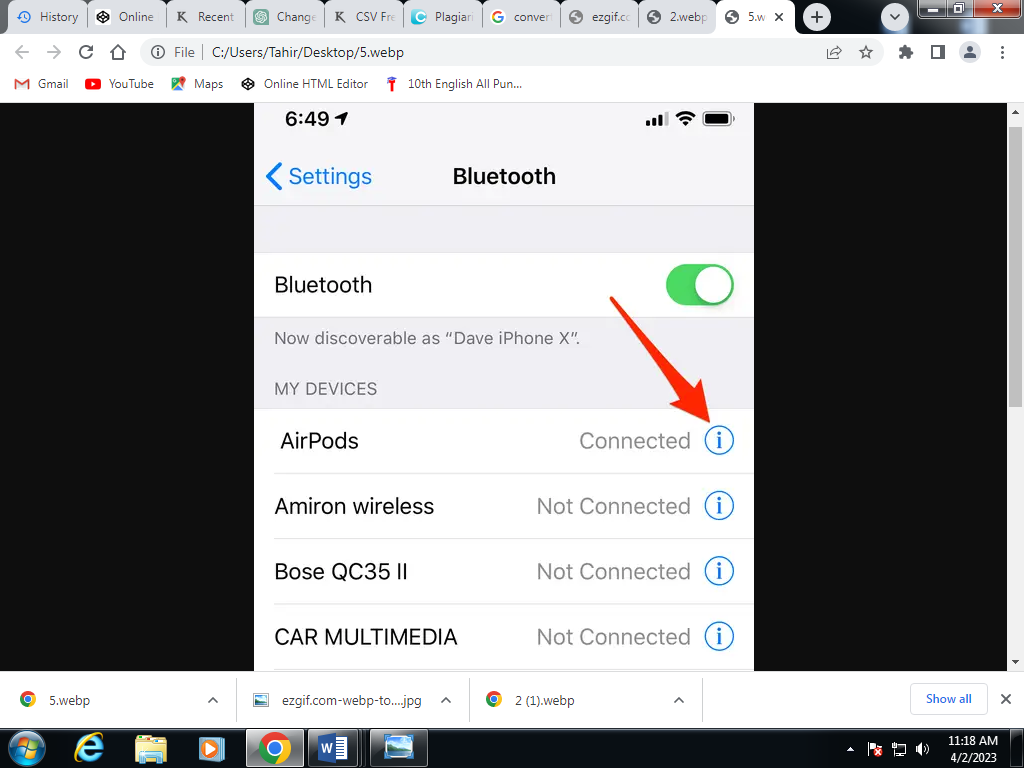 History
Online
Recent
Change
CSV Fre
Plagiari
convert
ezgif.co
2.webp
5.w
File
C:/Users/Tahir/Desktop/5.webp
Gmail
YouTube
Maps
Online HTML Editor
10th English All Pun...
6:49
Settings
Bluetooth
Bluetooth
Now discoverable as “Dave iPhone X”.
MY DEVICES
AirPods Connected
Amiron wireless Not Connected
Bose QC35 II Not Connected
CAR MULTIMEDIA Not Connected
5.webp
ezgif.com-webp-to....jpg
2 (1).webp
Show all
11:18 AM
4/2/2023